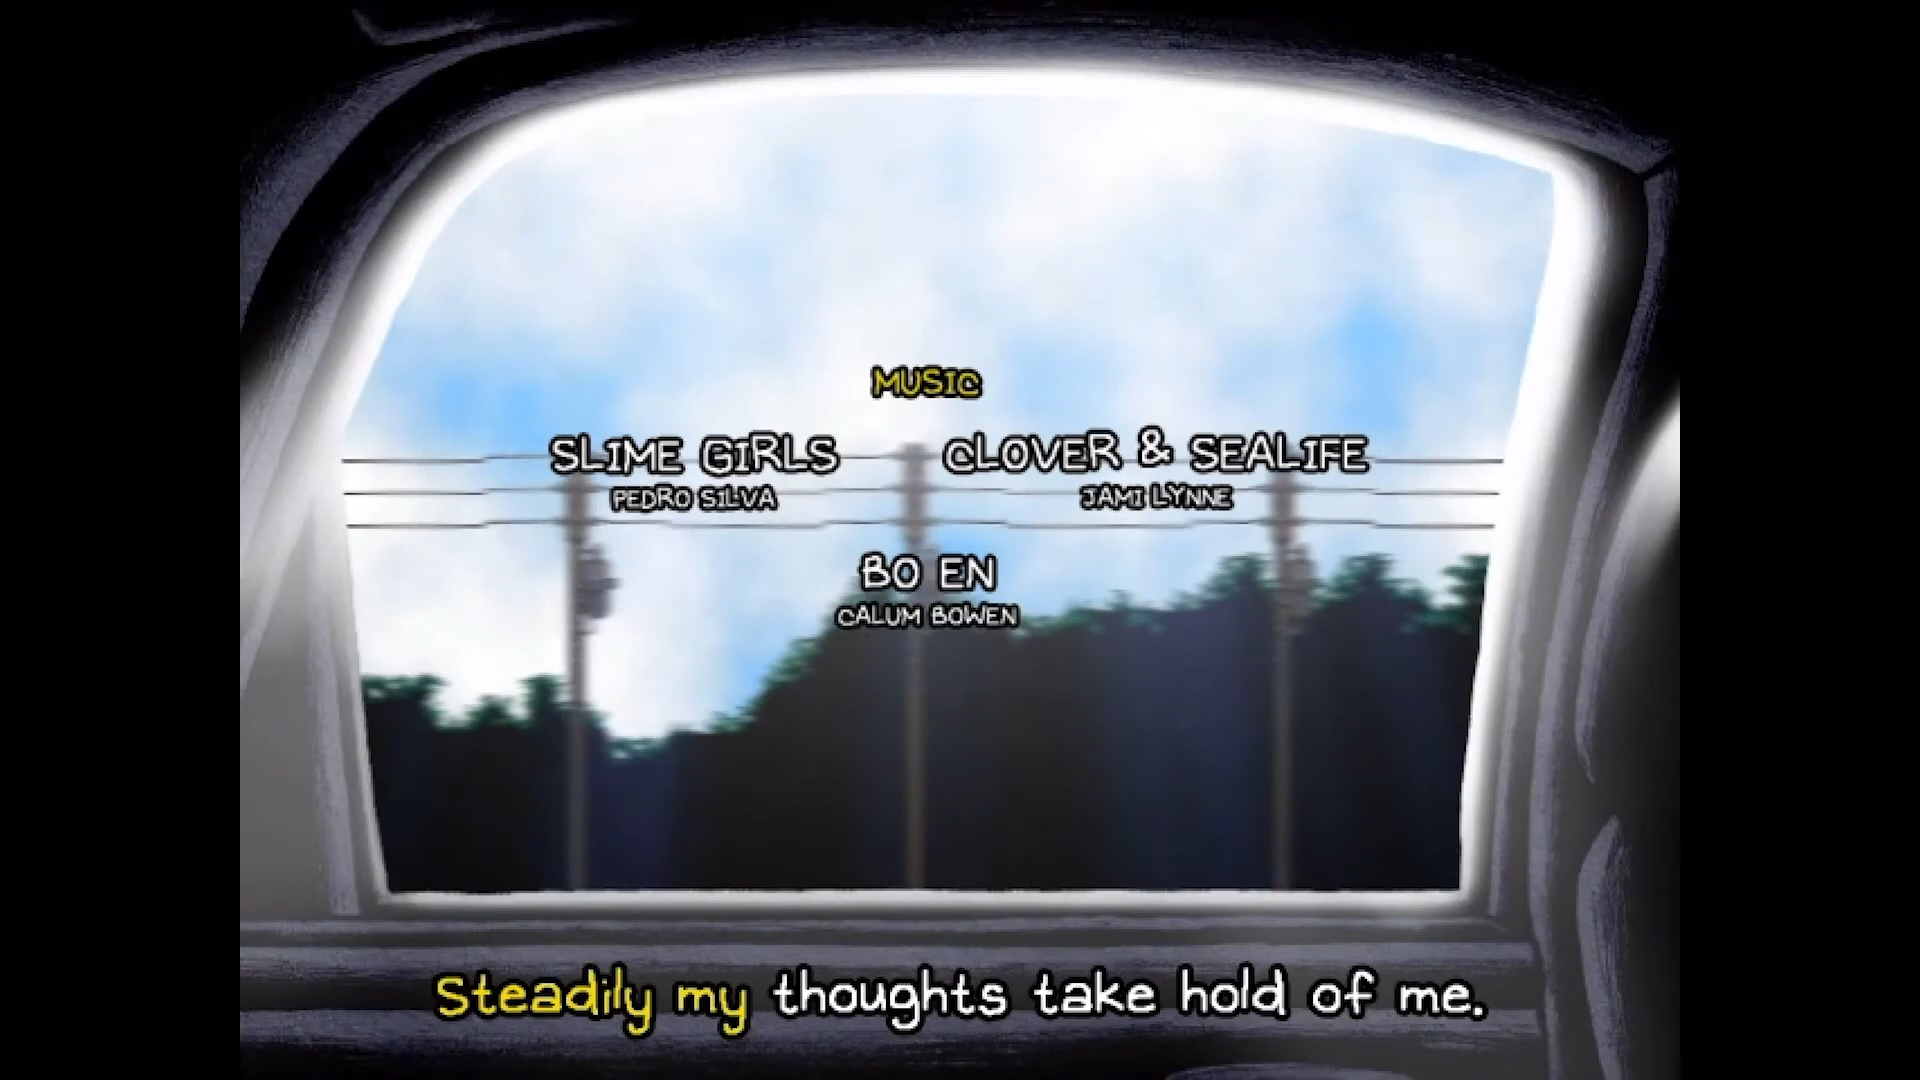 MUSIC
SLIME GIRLS
PEDRO SILVA
CLOVER & SEALIFE
JAMI LYNNE
BO EN
CALUM BOWEN
Steadily my thoughts take hold of me.